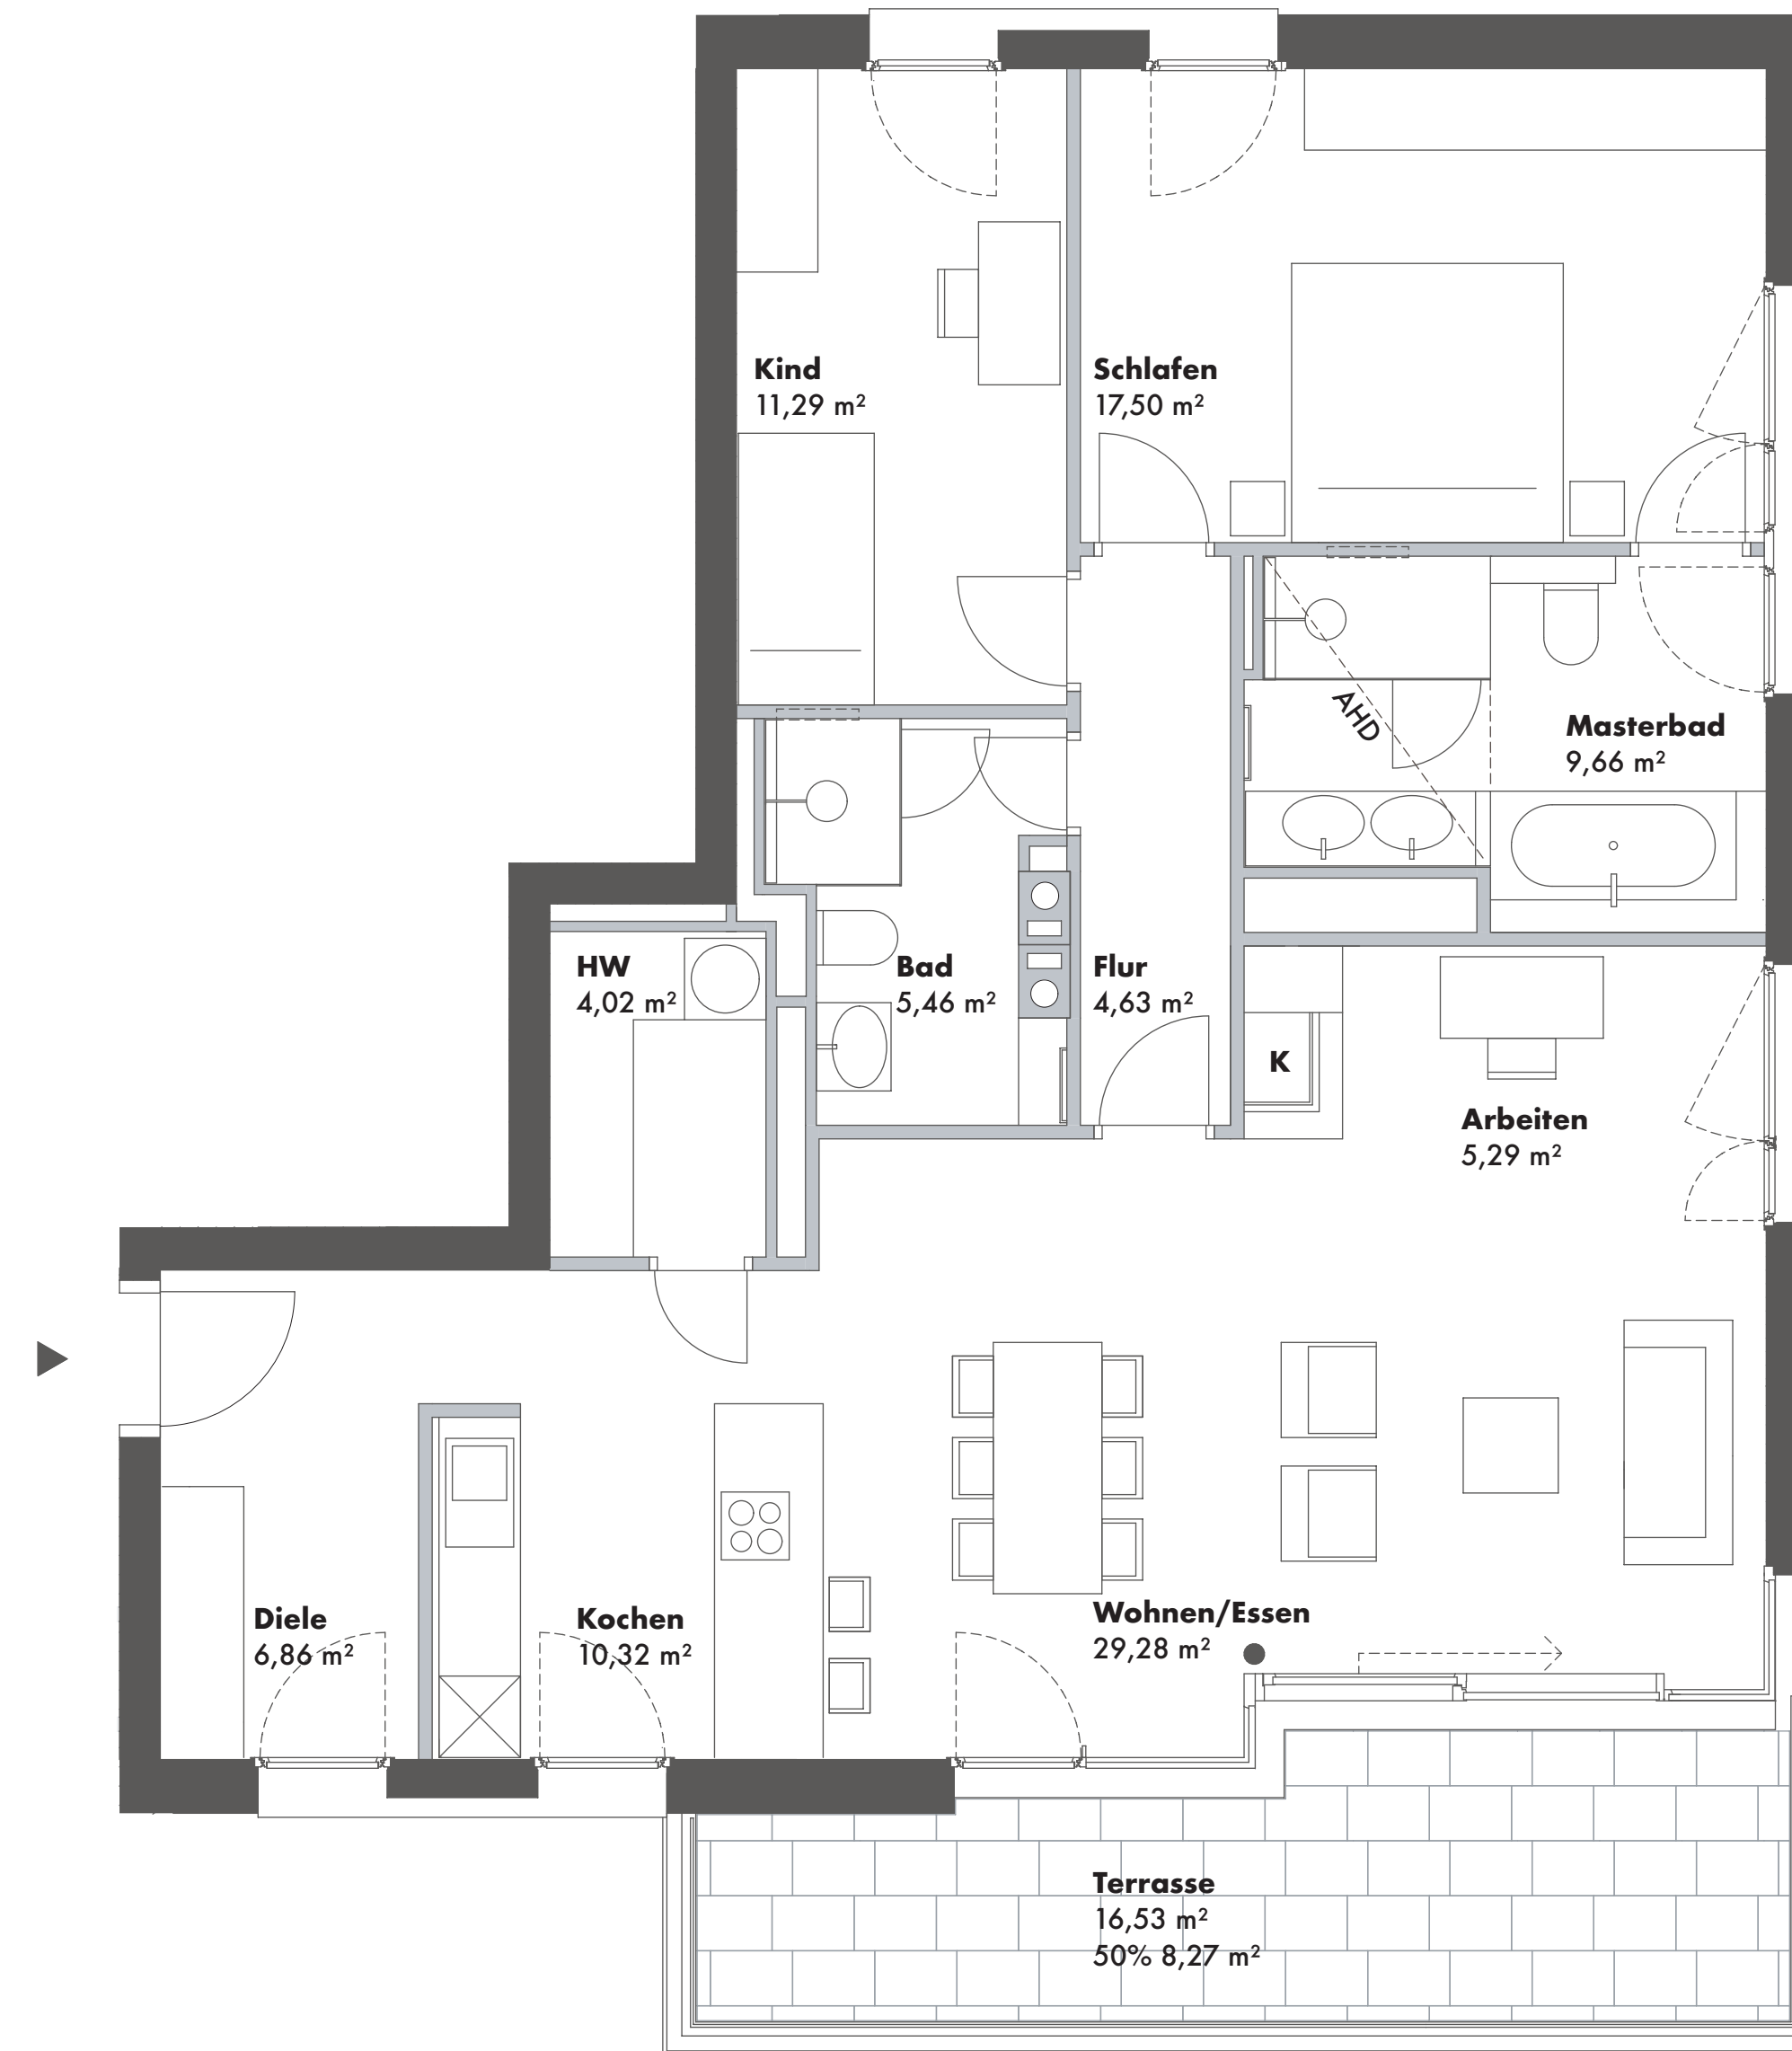 Kind
11,29 m²
Schlafen
17,50 m²
AHD
Masterbad
9,66 m²
HW
4,02 m²
Bad
5,46 m²
Flur
4,63 m²
K
Arbeiten
5,29 m²
Diele
6,86 m²
Kochen
10,32 m²
Wohnen/Essen
29,28 m²
Terrasse
16,53 m²
50% 8,27 m²